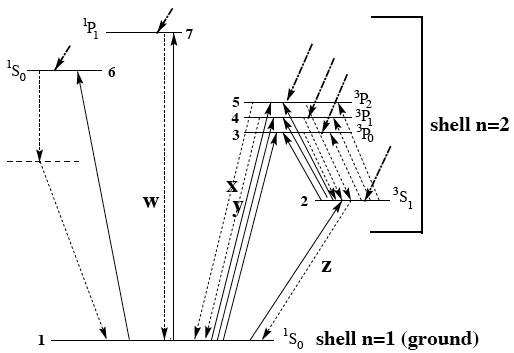 ¹P₁
7
¹S₀
6
5
³P₂
4
³P₁
3
³P₀
shell n=2
x
w
y
2
³S₁
z
1
¹S₀ shell n=1 (ground)